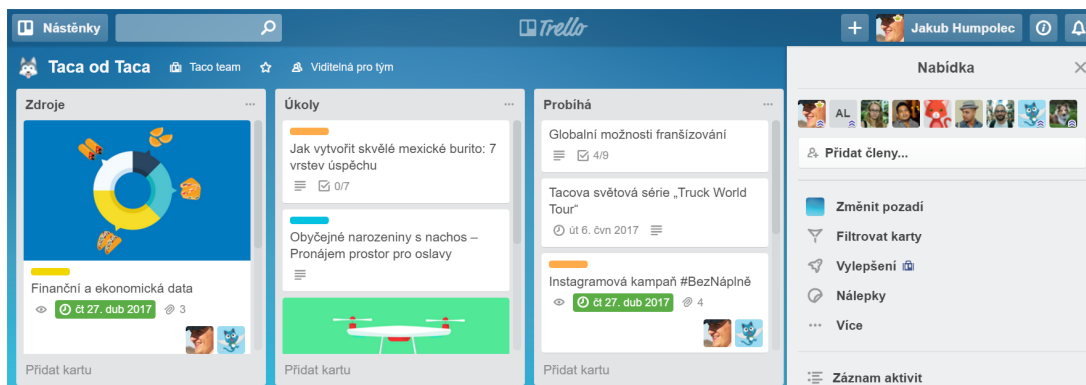 Nástěnky
Trello
Jakub Humpolec
Taca od Taca
Taco team
Viditelná pro tým
Nabídka
Zdroje
Finanční a ekonomická data
čt 27. dub 2017
3
Přidat kartu
Úkoly
Jak vytvořit skvělé mexické burito: 7
vrstev úspěchu
0/7
Obyčejné narozeniny s nachos –
Pronájem prostor pro oslavy
Přidat kartu
Probíhá
Globalní možnosti franšízování
4/9
Tacova světová série „Truck World
Tour“
út 6. čvn 2017
Instagramová kampaň #BezNáplně
čt 27. dub 2017
4
Přidat kartu
AL
Přidat členy...
Změnit pozadí
Filtrovat karty
Vylepšení
Nálepky
Více
Záznam aktivit